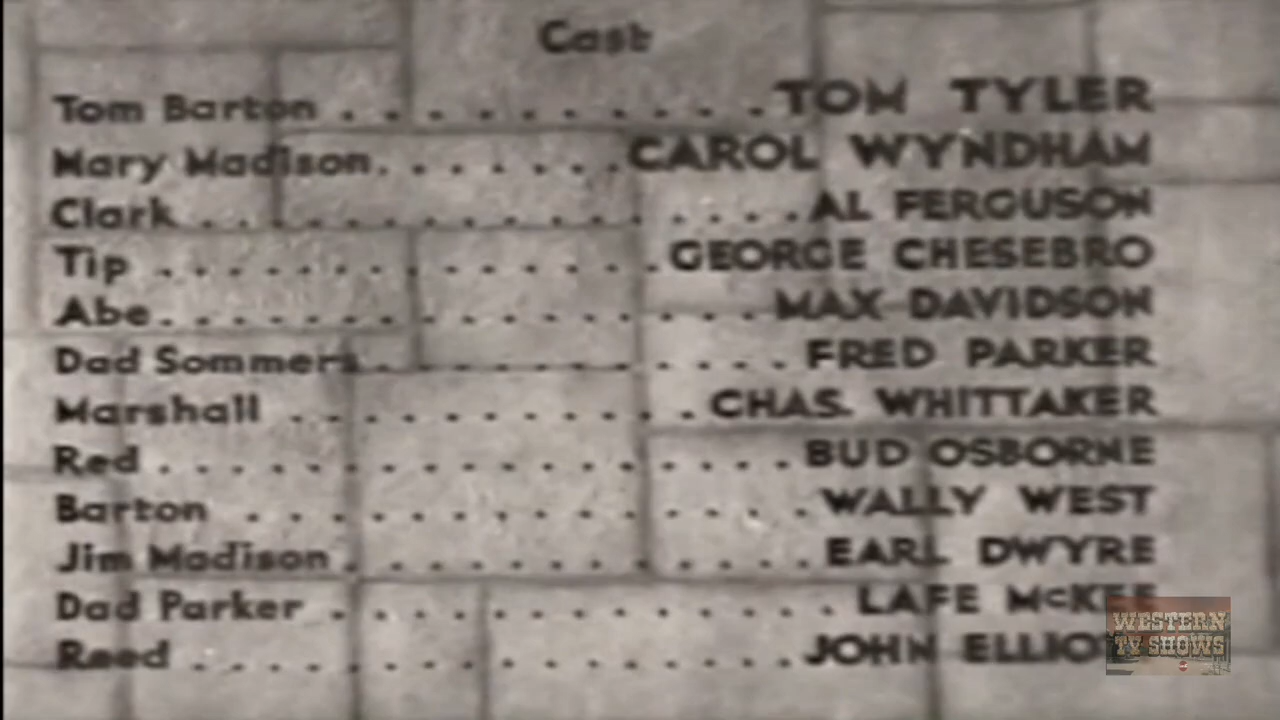 Cast
Tom Barton . . . . . . . . . . . TOM TYLER
Mary Madison. . . . . . .CAROL WYNDHAM
Clark. . . . . . . . . . . . . . . .AL FERGUSON
Tip . . . . . . . . . . . . .GEORGE CHESEBRO
Abe. . . . . . . . . . . . . . . .MAX DAVIDSON
Dad Sommers. . . . . . . . . . . FRED PARKER
Marshall . . . . . . . . . . .CHAS. WHITTAKER
Red . . . . . . . . . . . . . . . . BUD OSBORNE
Barton . . . . . . . . . . . . . . WALLY WEST
Jim Madison . . . . . . . . . . . EARL DWYRE
Dad Parker . . . . . . . . . . . . LAFE McKEE
Reed . . . . . . . . . . . . . . . JOHN
WESTERN
TV SHOWS